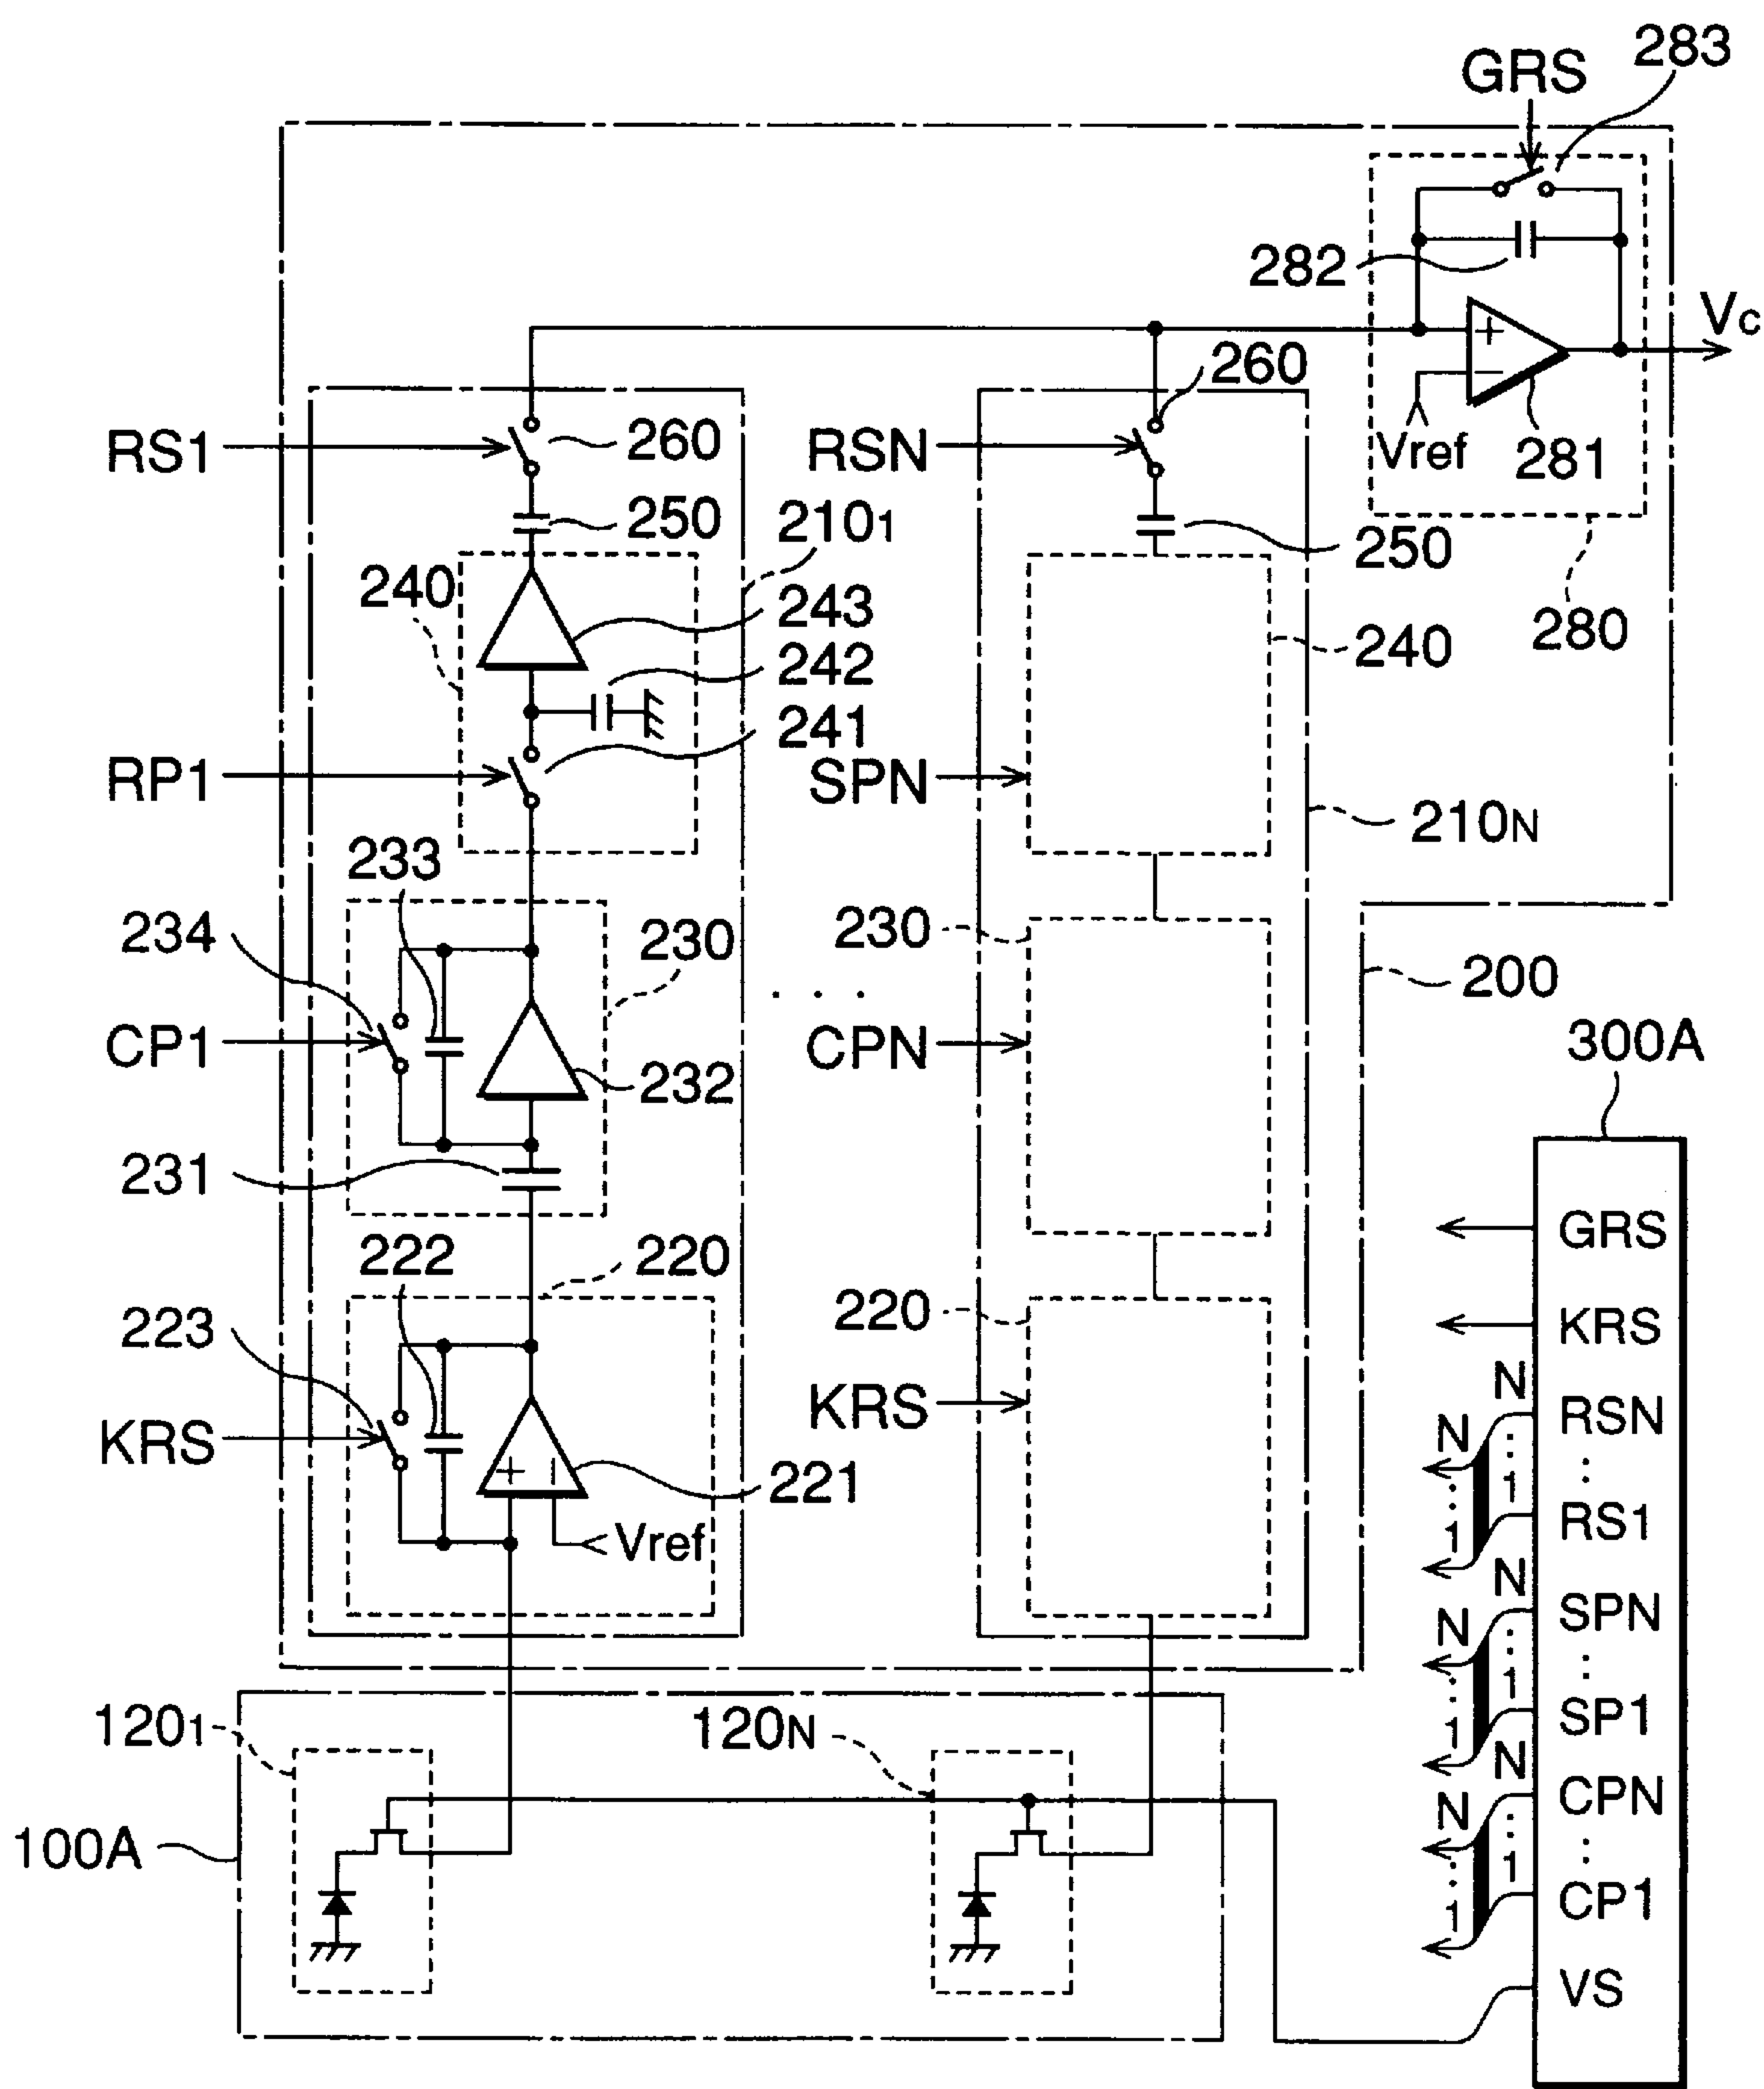 GRS
283
282
Vc
+
−
Vref
281
280
RS1
260
RSN
260
250
210₁
250
240
243
240
242
241
RP1
SPN
210N
233
234
230
230
200
. . .
CP1
232
CPN
300A
231
222
220
220
223
KRS
KRS
+
−
221
Vref
GRS
KRS
N
N
RSN
1
1
RS1
N
N
SPN
1
1
SP1
N
N
CPN
1
1
CP1
VS
120₁
120N
100A